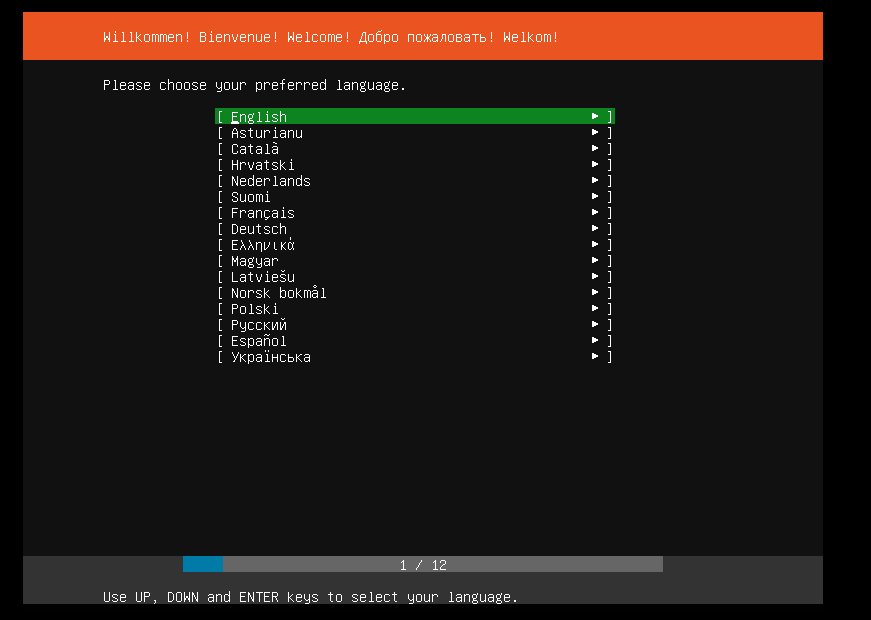 Willkommen! Bienvenue! Welcome! Добро пожаловать! Welkom!
Please choose your preferred language.
[ English ► ]
[ Asturianu ► ]
[ Català ► ]
[ Hrvatski ► ]
[ Nederlands ► ]
[ Suomi ► ]
[ Français ► ]
[ Deutsch ► ]
[ Ελληνικά ► ]
[ Magyar ► ]
[ Latviešu ► ]
[ Norsk bokmål ► ]
[ Polski ► ]
[ Русский ► ]
[ Español ► ]
[ Українська ► ]
1 / 12
Use UP, DOWN and ENTER keys to select your language.